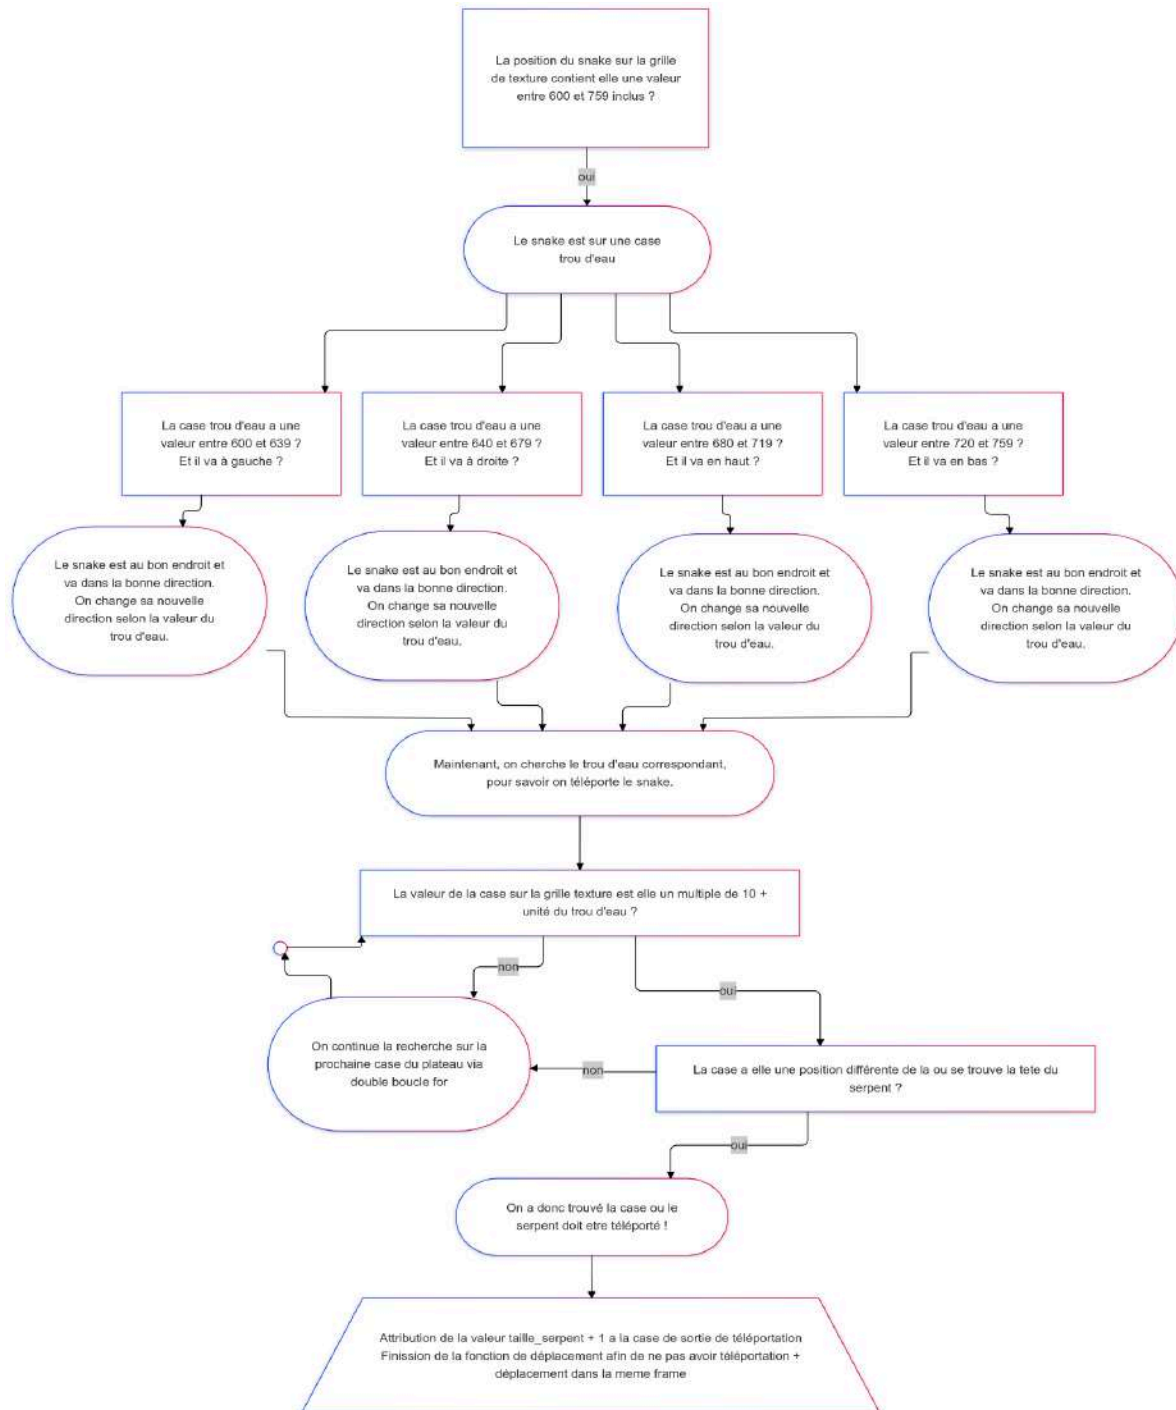 La position du snake sur la grille
de texture contient elle une valeur
entre 600 et 759 inclus ?
oui
Le snake est sur une case
trou d'eau
La case trou d'eau a une
valeur entre 600 et 639 ?
Et il va à gauche ?
La case trou d'eau a une
valeur entre 640 et 679 ?
Et il va à droite ?
La case trou d'eau a une
valeur entre 680 et 719 ?
Et il va en haut ?
La case trou d'eau a une
valeur entre 720 et 759 ?
Et il va en bas ?
Le snake est au bon endroit et
va dans la bonne direction.
On change sa nouvelle
direction selon la valeur du
trou d'eau.
Le snake est au bon endroit et
va dans la bonne direction.
On change sa nouvelle
direction selon la valeur du
trou d'eau.
Le snake est au bon endroit et
va dans la bonne direction.
On change sa nouvelle
direction selon la valeur du
trou d'eau.
Le snake est au bon endroit et
va dans la bonne direction.
On change sa nouvelle
direction selon la valeur du
trou d'eau.
Maintenant, on cherche le trou d'eau correspondant,
pour savoir on téléporte le snake.
La valeur de la case sur la grille texture est elle un multiple de 10 +
unité du trou d'eau ?
non
oui
On continue la recherche sur la
prochaine case du plateau via
double boucle for
non
La case a elle une position différente de la ou se trouve la tete du
serpent ?
oui
On a donc trouvé la case ou le
serpent doit etre téléporté !
Attribution de la valeur taille_serpent + 1 a la case de sortie de téléportation
Finission de la fonction de déplacement afin de ne pas avoir téléportation +
déplacement dans la meme frame